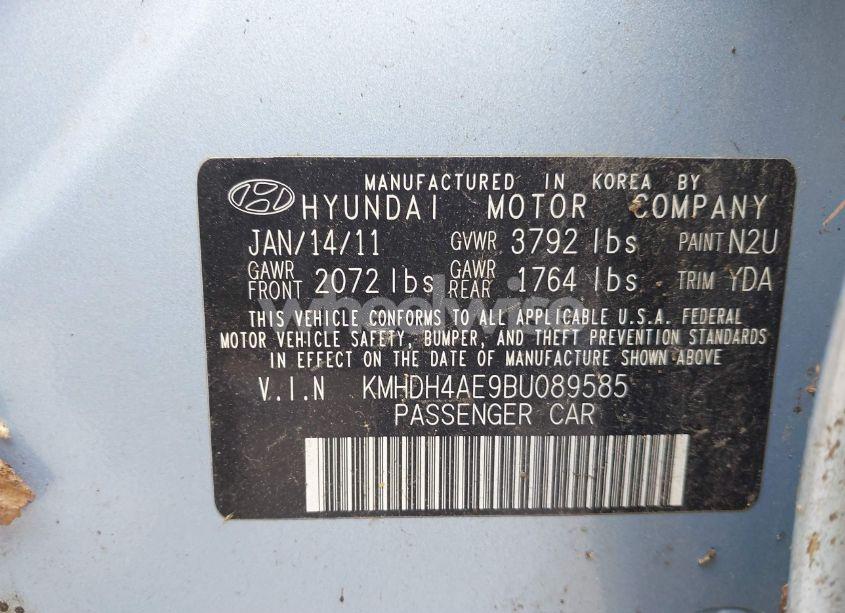 MANUFACTURED IN KOREA BY
HYUNDAI MOTOR COMPANY
JAN/14/11 GVWR 3792 lbs PAINT N2U
GAWR FRONT 2072 lbs GAWR REAR 1764 lbs TRIM YDA
wheelwise
THIS VEHICLE CONFORMS TO ALL APPLICABLE U.S.A. FEDERAL
MOTOR VEHICLE SAFETY, BUMPER, AND THEFT PREVENTION STANDARDS
IN EFFECT ON THE DATE OF MANUFACTURE SHOWN ABOVE
V.I.N KMHDH4AE9BU089585
PASSENGER CAR